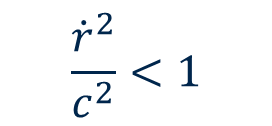 ṙ²/c² < 1